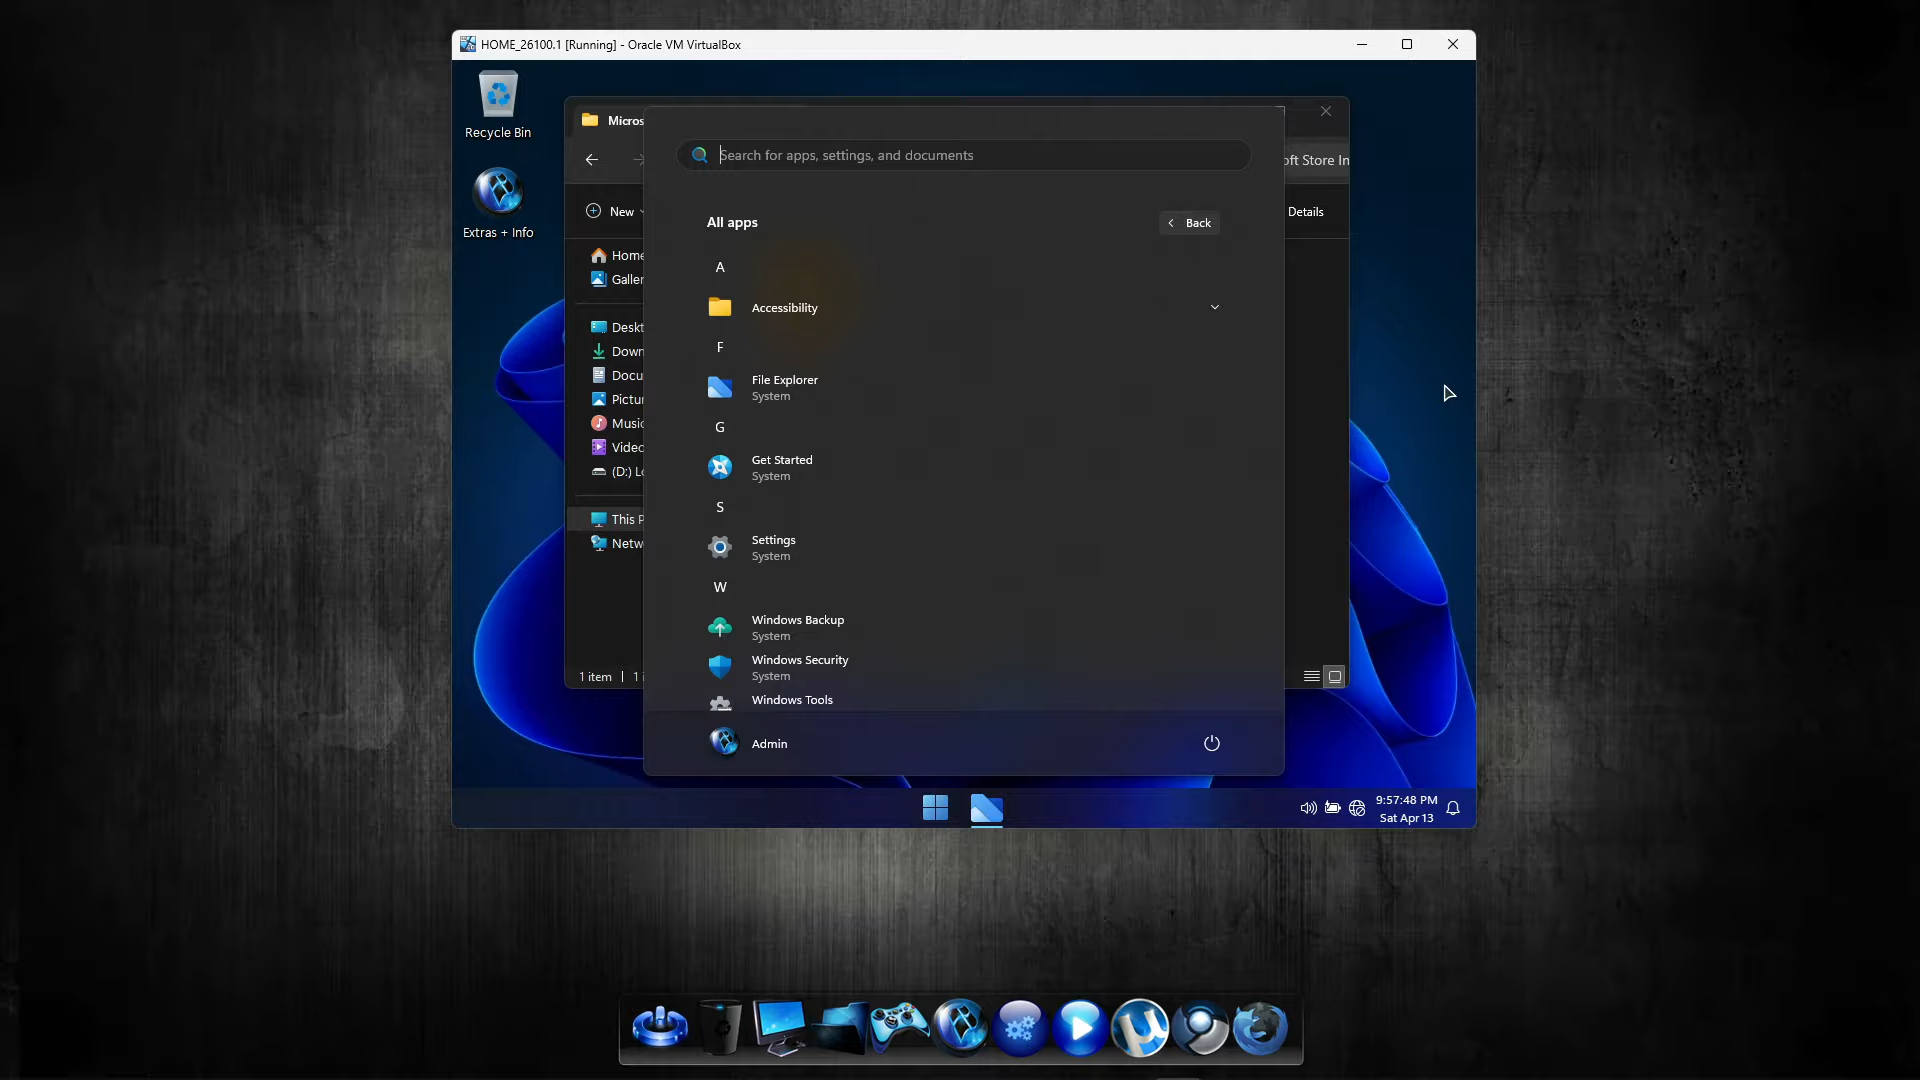 HOME_26100.1 [Running] - Oracle VM VirtualBox
Recycle Bin
Extras + Info
Micros
Search for apps, settings, and documents
oft Store In
New
Details
All apps
Back
A
Home
Galler
Accessibility
Deskt
F
Down
Docu
File Explorer
System
Pictur
Music
G
Video
Get Started
System
(D:) Lo
S
This P
Netw
Settings
System
W
Windows Backup
System
Windows Security
System
1 item
1 i
Windows Tools
Admin
9:57:48 PM
Sat Apr 13